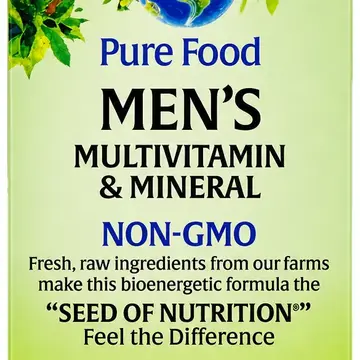 Pure Food
MEN'S
MULTIVITAMIN
& MINERAL
NON-GMO
Fresh, raw ingredients from our farms
make this bioenergetic formula the
“SEED OF NUTRITION®”
Feel the Difference